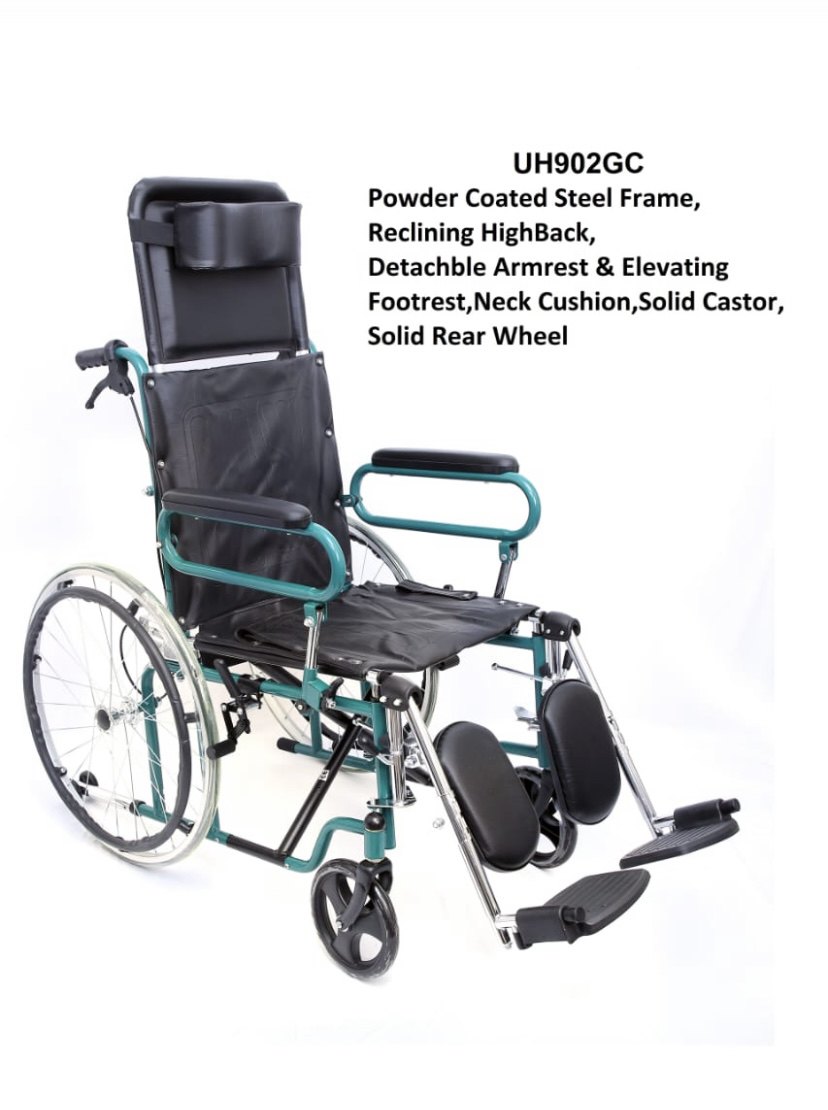 UH902GC
Powder Coated Steel Frame,
Reclining HighBack,
Detachble Armrest & Elevating
Footrest,Neck Cushion,Solid Castor,
Solid Rear Wheel